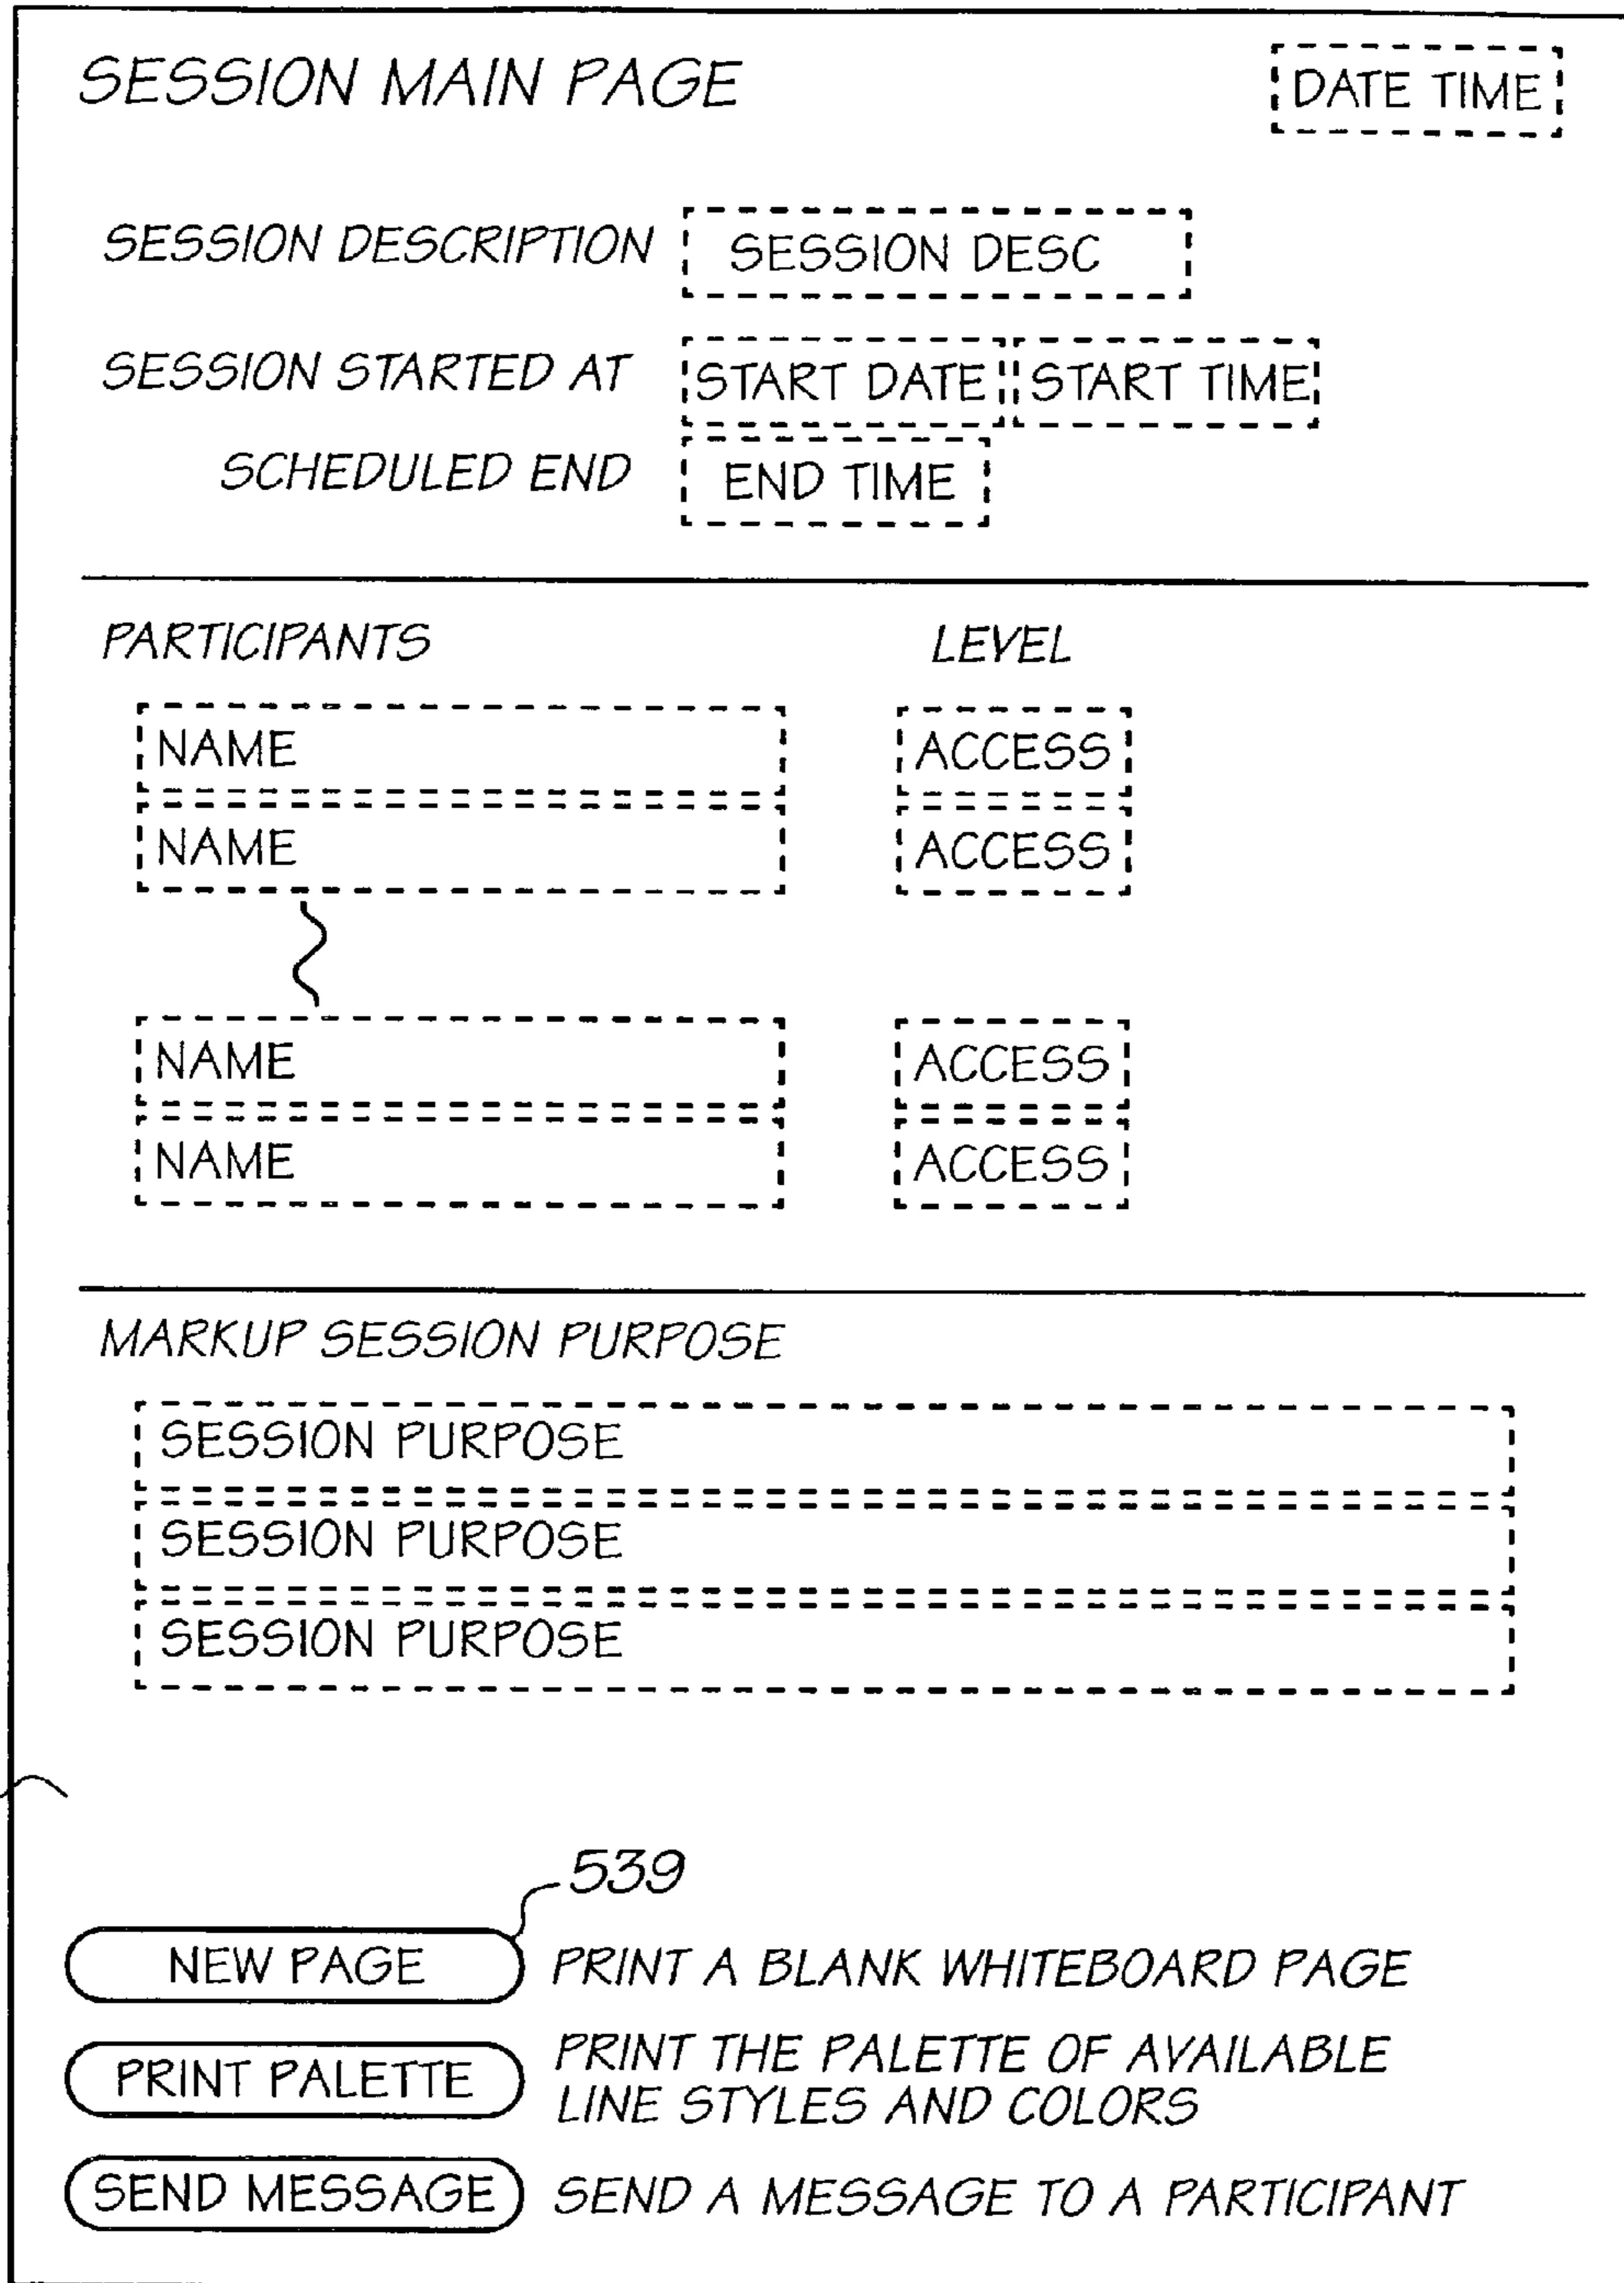 SESSION MAIN PAGE DATE TIME
SESSION DESCRIPTION SESSION DESC
SESSION STARTED AT START DATE START TIME
SCHEDULED END END TIME
PARTICIPANTS LEVEL
NAME ACCESS
NAME ACCESS
NAME ACCESS
NAME ACCESS
MARKUP SESSION PURPOSE
SESSION PURPOSE
SESSION PURPOSE
SESSION PURPOSE
539
NEW PAGE PRINT A BLANK WHITEBOARD PAGE
PRINT PALETTE PRINT THE PALETTE OF AVAILABLE
LINE STYLES AND COLORS
SEND MESSAGE SEND A MESSAGE TO A PARTICIPANT